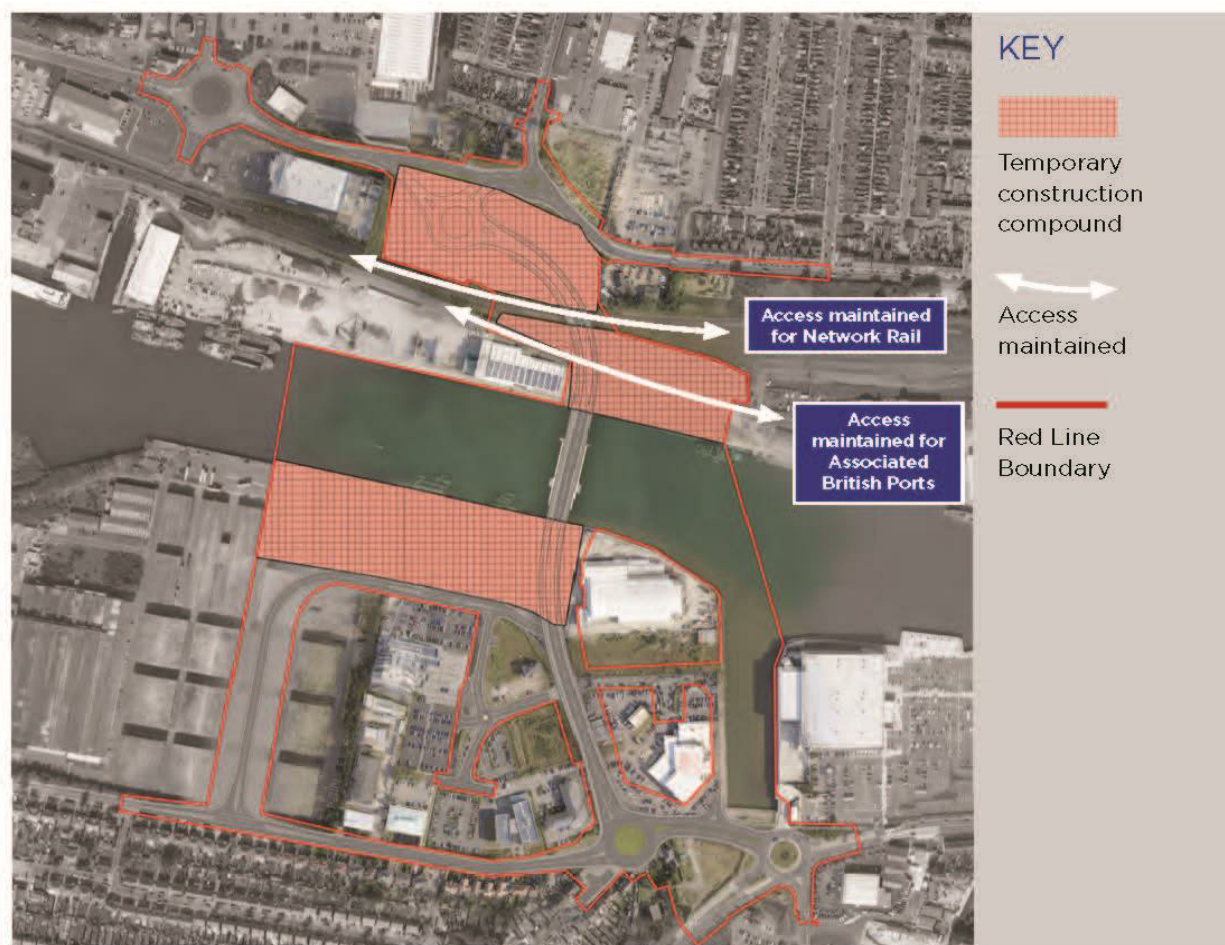 KEY
Temporary
construction
compound
Access
maintained
Red Line
Boundary
Access maintained
for Network Rail
Access
maintained for
Associated
British Ports